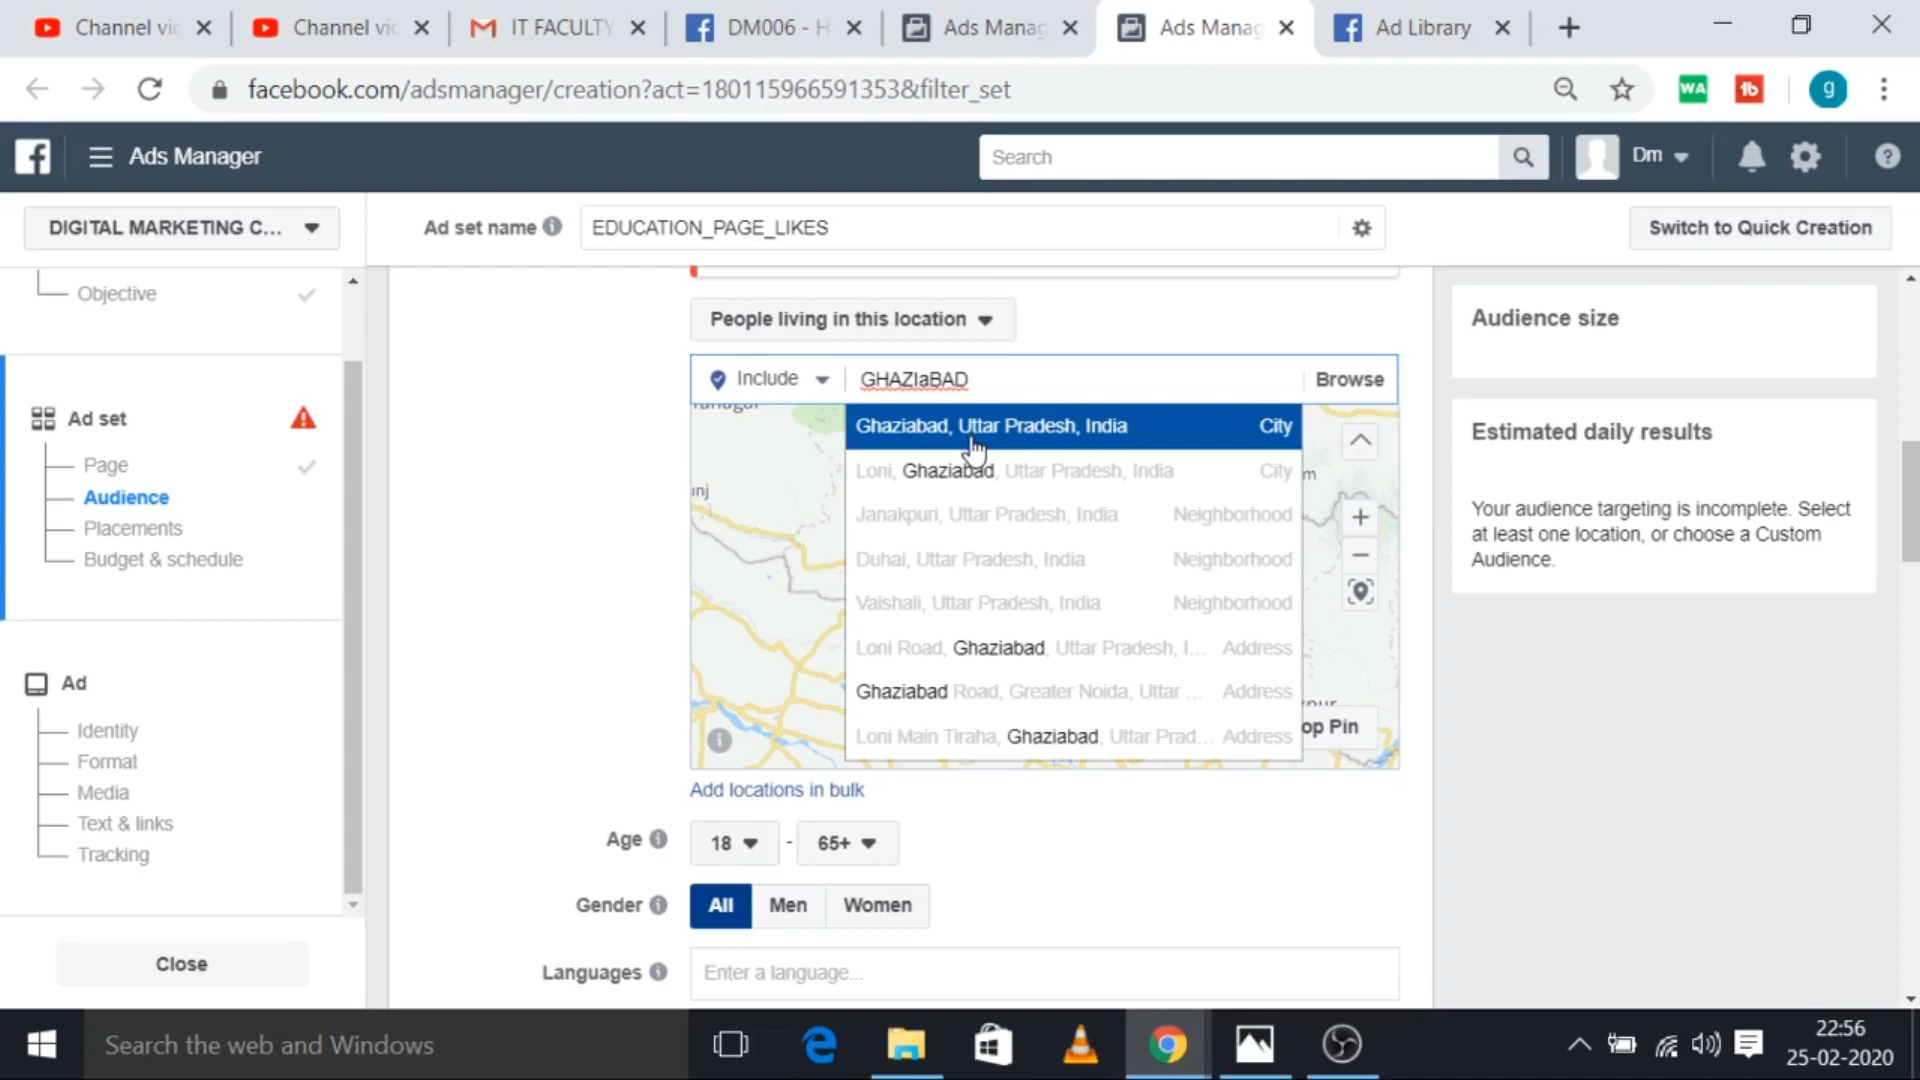 Channel vic
Channel vic
IT FACULTY
DM006 - H
Ads Manag
Ads Manag
Ad Library
facebook.com/adsmanager/creation?act=180115966591353&filter_set
WA
g
Ads Manager
Search
Dm
DIGITAL MARKETING C...
Ad set name
EDUCATION_PAGE_LIKES
Switch to Quick Creation
Objective
Ad set
Page
Audience
Placements
Budget & schedule
Ad
Identity
Format
Media
Text & links
Tracking
Close
People living in this location
Include
GHAZIaBAD
Browse
Ghaziabad, Uttar Pradesh, India City
Loni, Ghaziabad, Uttar Pradesh, India City
Janakpuri, Uttar Pradesh, India Neighborhood
Duhai, Uttar Pradesh, India Neighborhood
Vaishali, Uttar Pradesh, India Neighborhood
Loni Road, Ghaziabad, Uttar Pradesh, I... Address
Ghaziabad Road, Greater Noida, Uttar ... Address
Loni Main Tiraha, Ghaziabad, Uttar Prad... Address
op Pin
Add locations in bulk
Age
18 - 65+
Gender
All Men Women
Languages
Enter a language...
Audience size
Estimated daily results
Your audience targeting is incomplete. Select
at least one location, or choose a Custom
Audience.
Search the web and Windows
22:56
25-02-2020